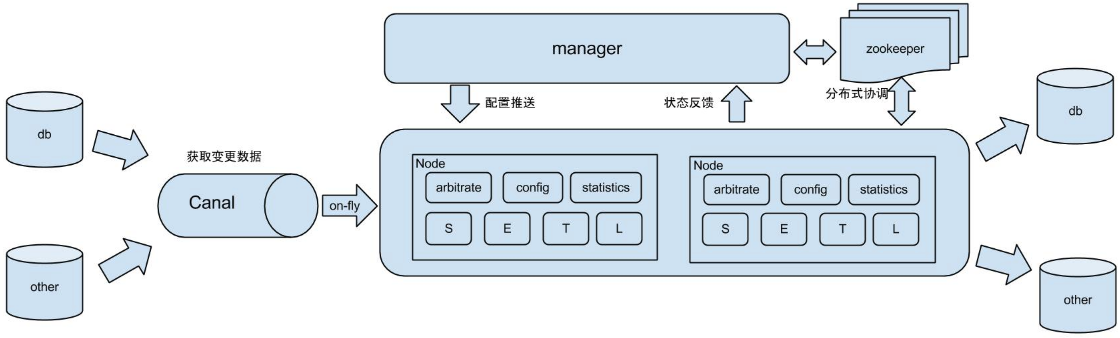 manager
zookeeper
配置推送
状态反馈
分布式协调
db
获取变更数据
Canal
on-fly
other
Node
arbitrate
config
statistics
S
E
T
L
Node
arbitrate
config
statistics
S
E
T
L
db
other